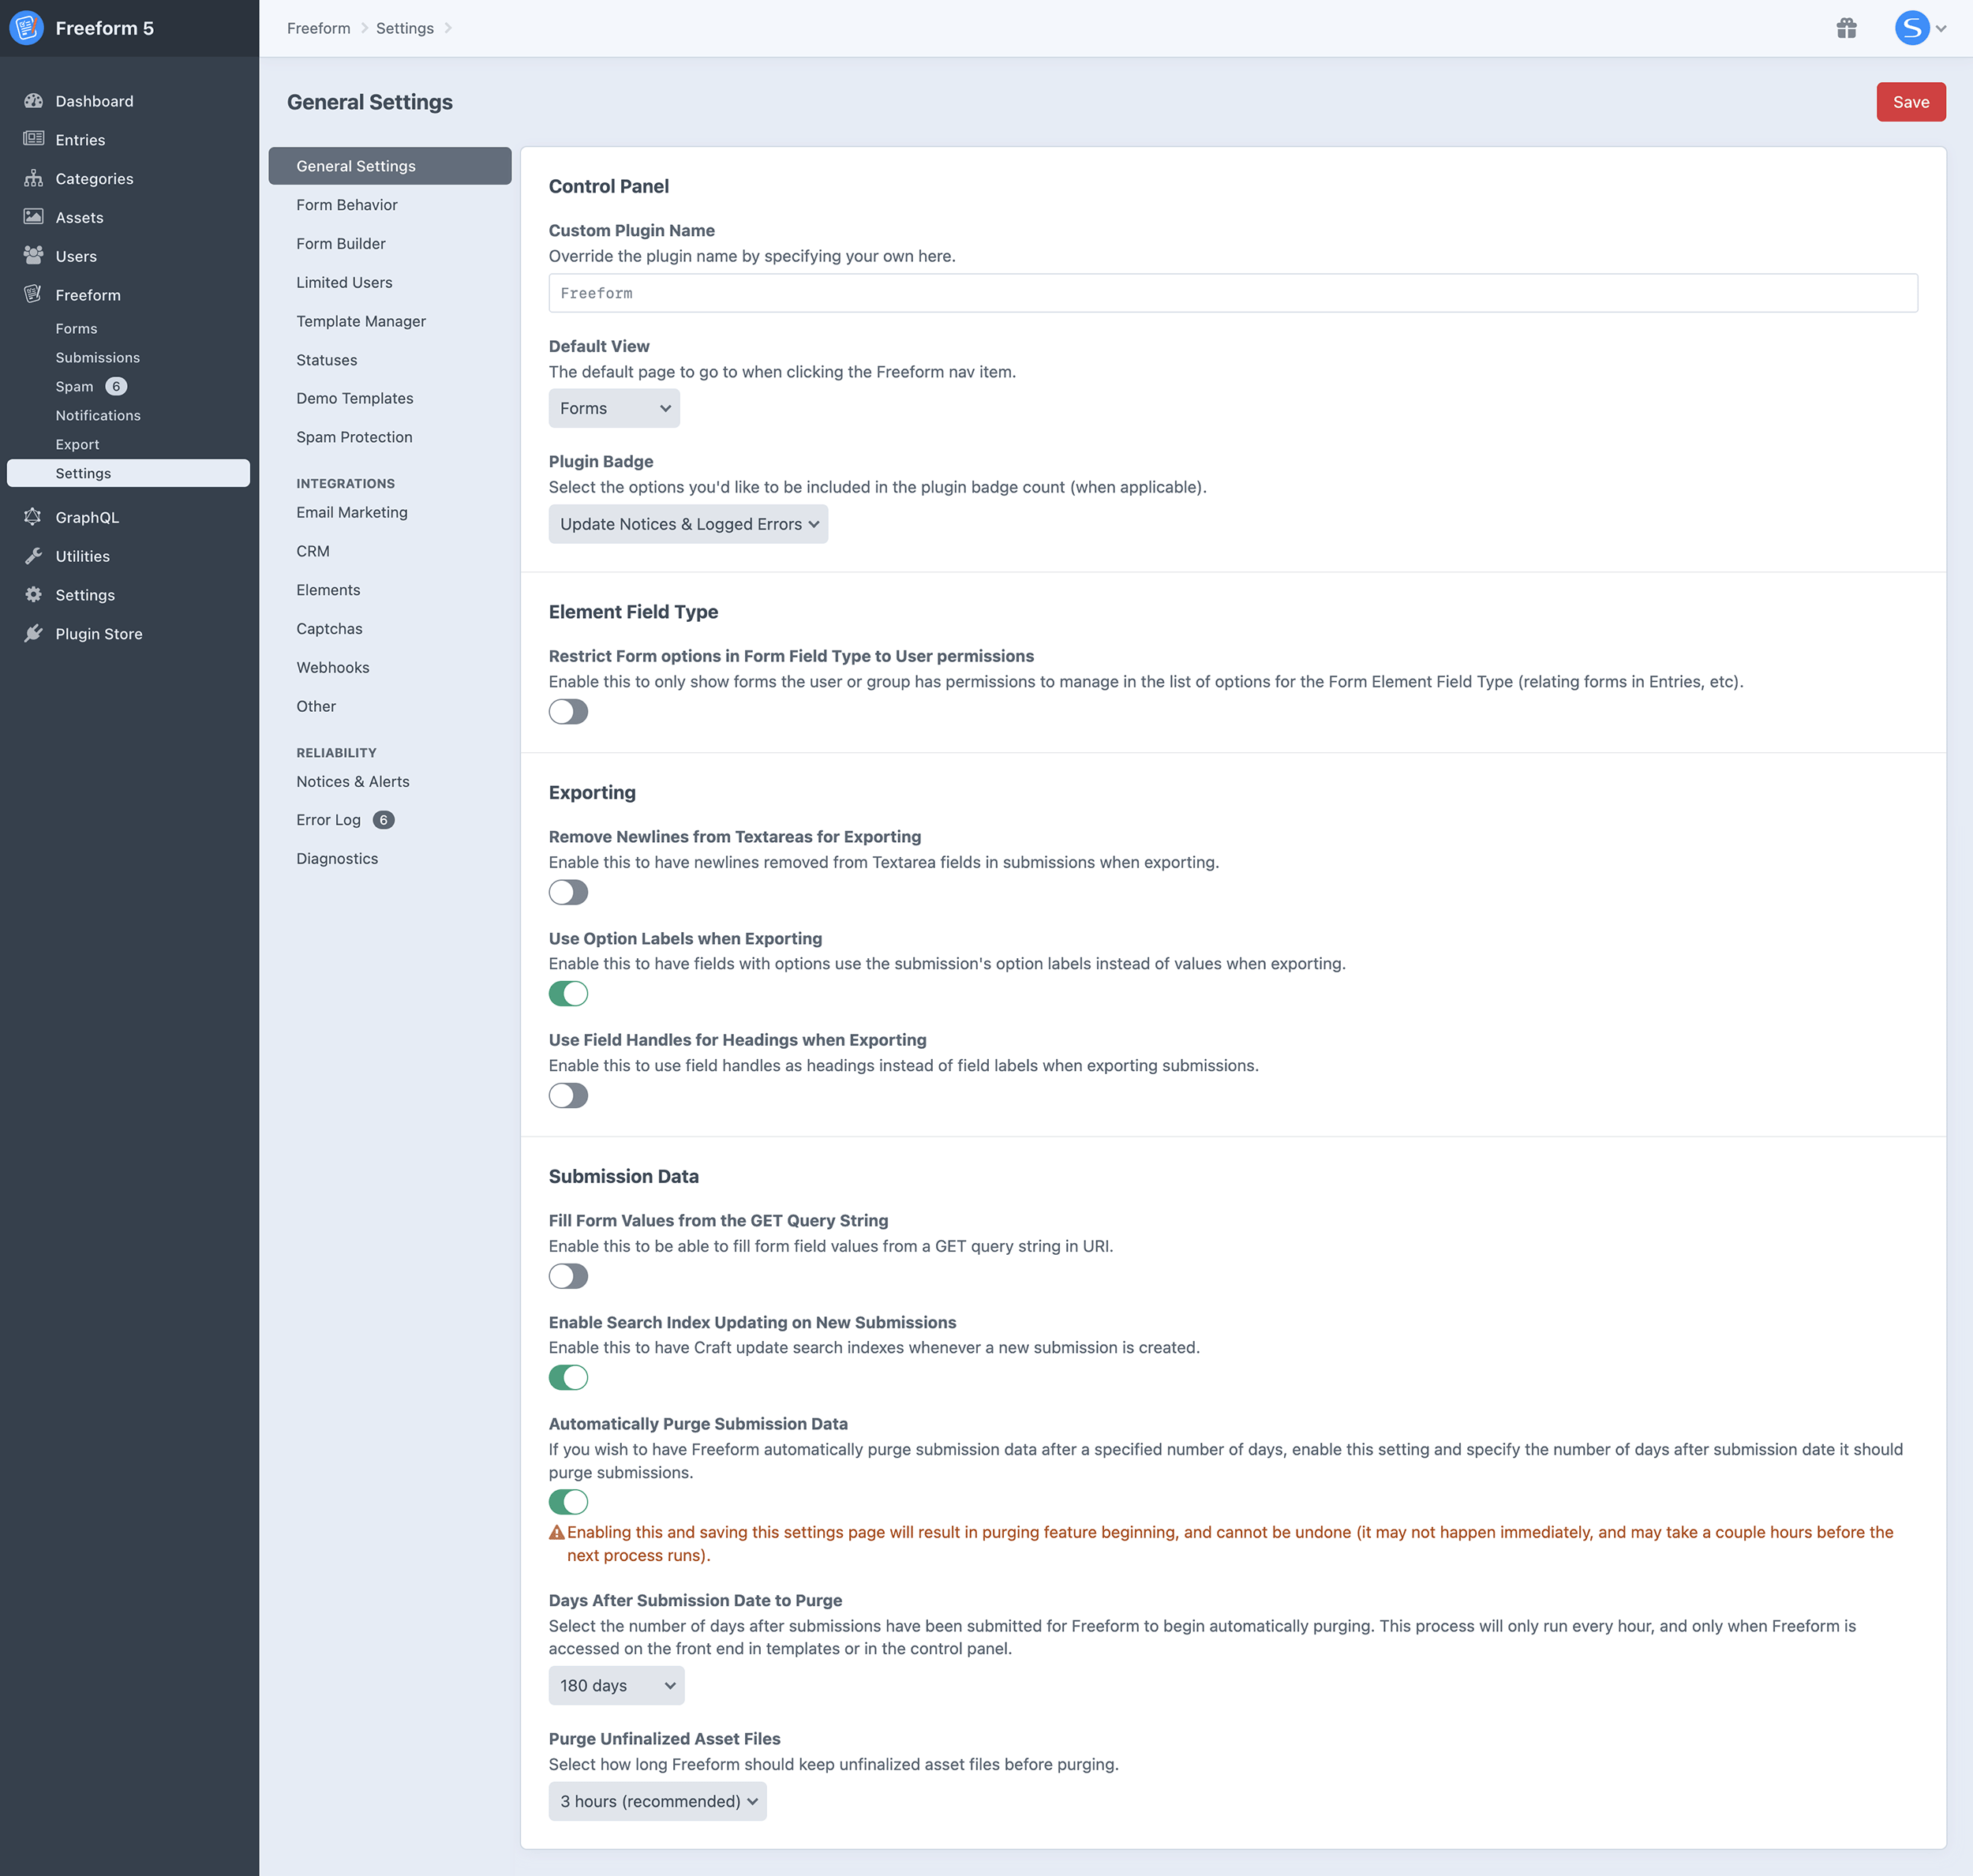 Freeform 5
Dashboard
Entries
Categories
Assets
Users
Freeform
Forms
Submissions
Spam 6
Notifications
Export
Settings
GraphQL
Utilities
Settings
Plugin Store
Freeform
Settings
S
General Settings
Save
General Settings
Form Behavior
Form Builder
Limited Users
Template Manager
Statuses
Demo Templates
Spam Protection
INTEGRATIONS
Email Marketing
CRM
Elements
Captchas
Webhooks
Other
RELIABILITY
Notices & Alerts
Error Log 6
Diagnostics
Control Panel
Custom Plugin Name
Override the plugin name by specifying your own here.
Freeform
Default View
The default page to go to when clicking the Freeform nav item.
Forms
Plugin Badge
Select the options you'd like to be included in the plugin badge count (when applicable).
Update Notices & Logged Errors
Element Field Type
Restrict Form options in Form Field Type to User permissions
Enable this to only show forms the user or group has permissions to manage in the list of options for the Form Element Field Type (relating forms in Entries, etc).
Exporting
Remove Newlines from Textareas for Exporting
Enable this to have newlines removed from Textarea fields in submissions when exporting.
Use Option Labels when Exporting
Enable this to have fields with options use the submission's option labels instead of values when exporting.
Use Field Handles for Headings when Exporting
Enable this to use field handles as headings instead of field labels when exporting submissions.
Submission Data
Fill Form Values from the GET Query String
Enable this to be able to fill form field values from a GET query string in URI.
Enable Search Index Updating on New Submissions
Enable this to have Craft update search indexes whenever a new submission is created.
Automatically Purge Submission Data
If you wish to have Freeform automatically purge submission data after a specified number of days, enable this setting and specify the number of days after submission date it should
purge submissions.
Enabling this and saving this settings page will result in purging feature beginning, and cannot be undone (it may not happen immediately, and may take a couple hours before the
next process runs).
Days After Submission Date to Purge
Select the number of days after submissions have been submitted for Freeform to begin automatically purging. This process will only run every hour, and only when Freeform is
accessed on the front end in templates or in the control panel.
180 days
Purge Unfinalized Asset Files
Select how long Freeform should keep unfinalized asset files before purging.
3 hours (recommended)